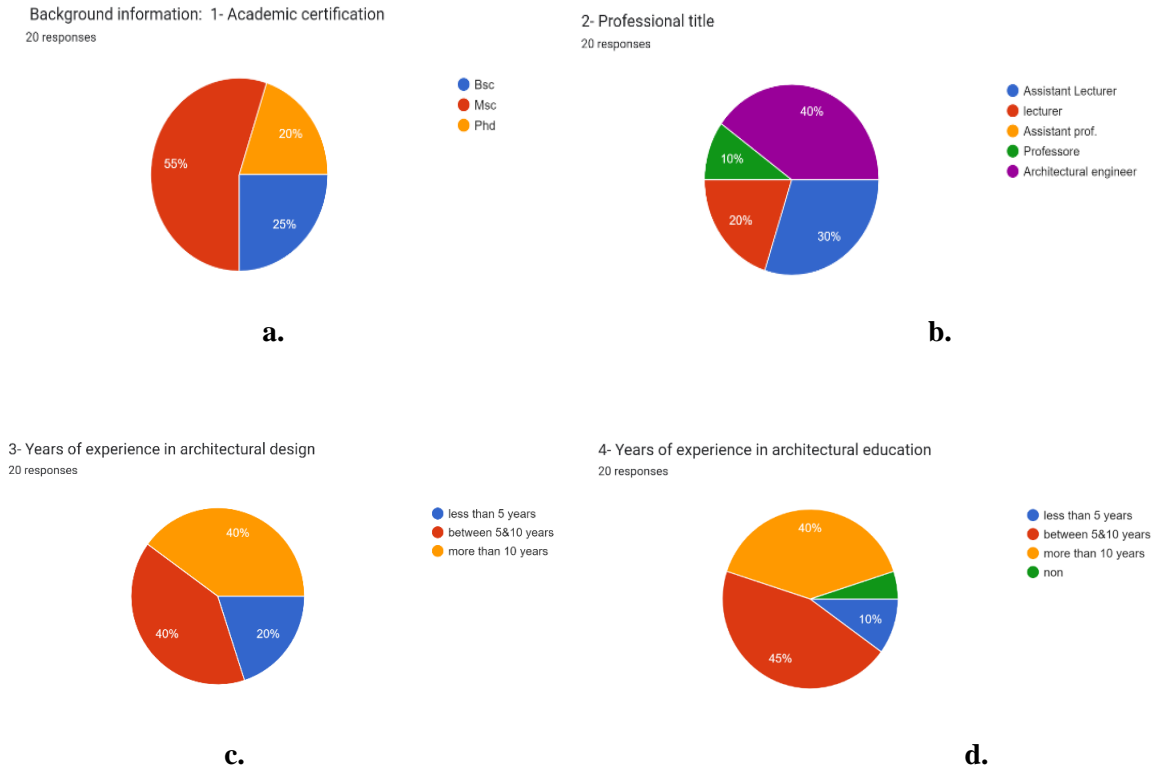 Background information: 1- Academic certification
20 responses
Bsc
Msc
Phd
20%
55%
25%
a.
2- Professional title
20 responses
Assistant Lecturer
lecturer
Assistant prof.
Professore
Architectural engineer
40%
10%
20%
30%
b.
3- Years of experience in architectural design
20 responses
less than 5 years
between 5&10 years
more than 10 years
40%
40%
20%
c.
4- Years of experience in architectural education
20 responses
less than 5 years
between 5&10 years
more than 10 years
non
40%
10%
45%
d.